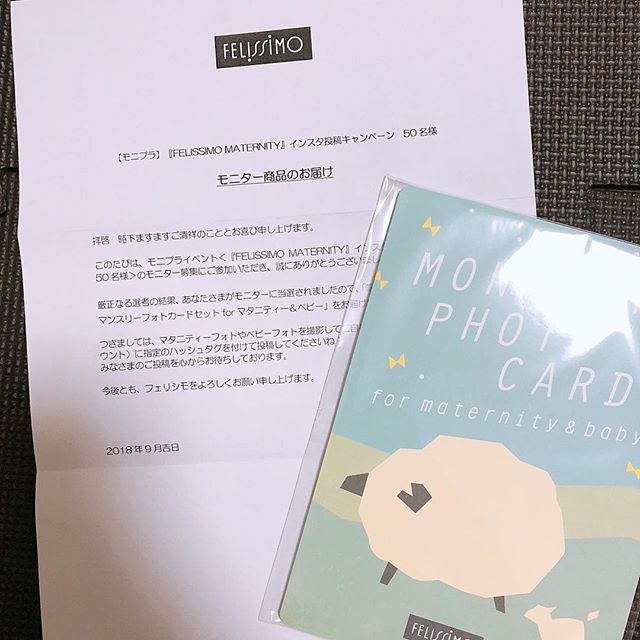 FELISSIMO
【モニプラ】『FELISSIMO MATERNITY』インスタ投稿キャンペーン 50名様
モニター商品のお届け
拝啓 時下ますますご清祥のこととお喜び申し上げます。
このたびは、モニプライベント<『FELISSIMO MATERNITY』インス
50名様>のモニター募集にご参加いただき、誠にありがとうございま
厳正なる選考の結果、あなたさまがモニターに当選されましたので、
マンスリーフォトカードセット for マタニティー&ベビー」をお届け
つきましては、マタニティーフォトやベビーフォトを撮影して
ウント)に指定のハッシュタグを付けて投稿してくださいね
みなさまのご投稿を心からお待ちしております。
今後とも、フェリシモをよろしくお願い申し上げます。
2018年9月吉日
MON
PHOT
CARD
for maternity & baby
FELISSIMO